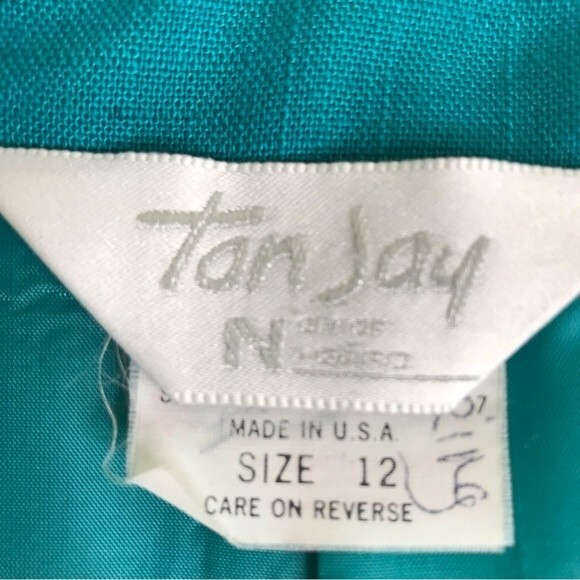 Tan Jay
N
MADE IN U.S.A.
SIZE 12
CARE ON REVERSE